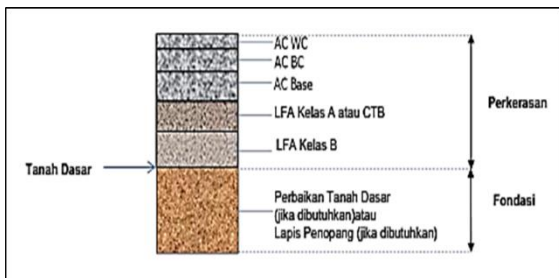 AC WC
AC BC
AC Base
LFA Kelas A atau CTB
LFA Kelas B
Perkerasan
Tanah Dasar
Perbaikan Tanah Dasar
(jika dibutuhkan)atau
Lapis Penopang (jika dibutuhkan)
Fondasi